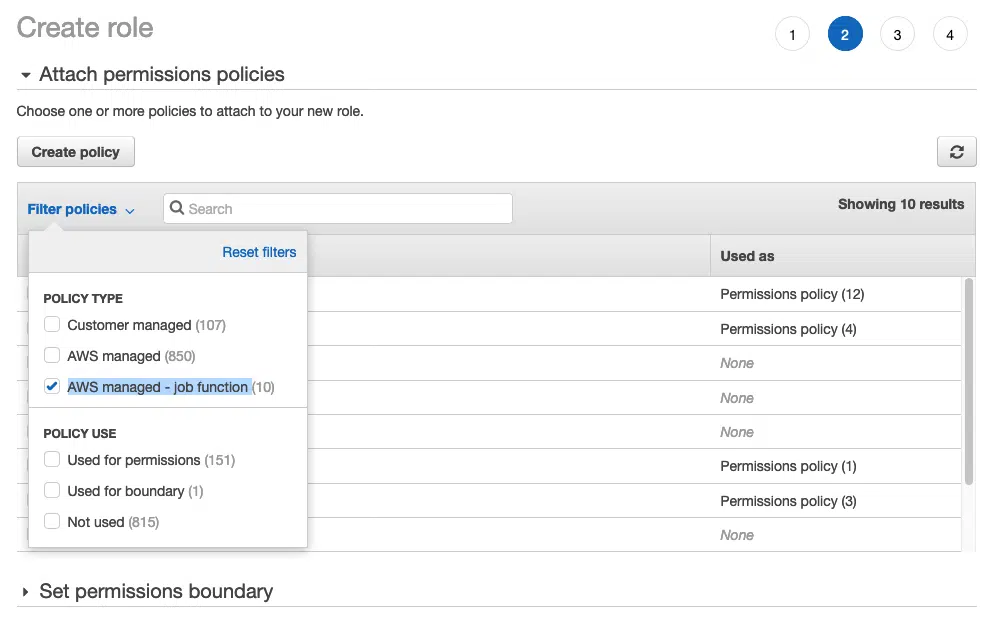 Create role
1 2 3 4
Attach permissions policies
Choose one or more policies to attach to your new role.
Create policy
Filter policies
Search
Showing 10 results
Reset filters
Used as
POLICY TYPE
Customer managed (107)
AWS managed (850)
AWS managed - job function (10)
POLICY USE
Used for permissions (151)
Used for boundary (1)
Not used (815)
Permissions policy (12)
Permissions policy (4)
None
None
None
Permissions policy (1)
Permissions policy (3)
None
Set permissions boundary